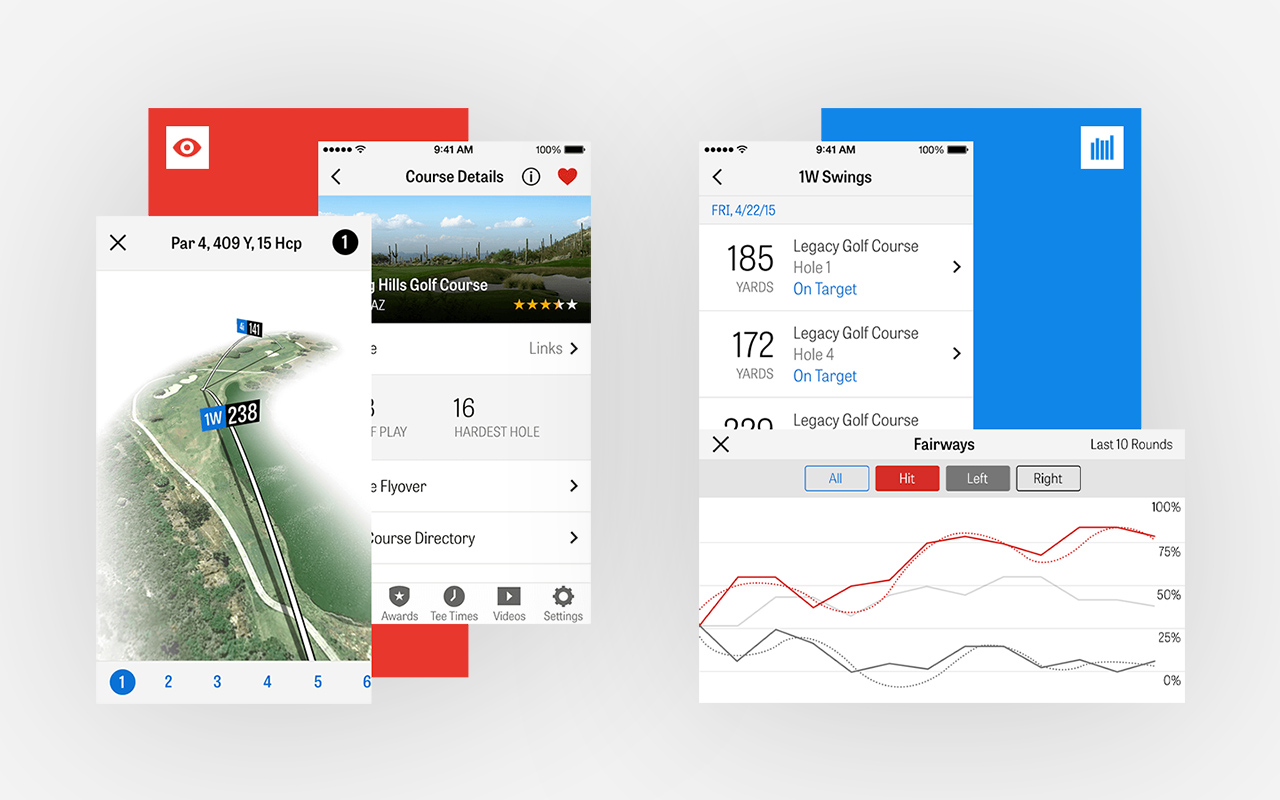 9:41 AM
100%
Course Details
Hills Golf Course
AZ
Links
16
PLAY
HARDEST HOLE
Flyover
Course Directory
Awards
Tee Times
Videos
Settings
Par 4, 409 Y, 15 Hcp
1
4i 141
1W 238
1 2 3 4 5 6
9:41 AM
100%
1W Swings
FRI, 4/22/15
185
YARDS
Legacy Golf Course
Hole 1
On Target
172
YARDS
Legacy Golf Course
Hole 4
On Target
Legacy Golf Course
Fairways
Last 10 Rounds
All
Hit
Left
Right
100%
75%
50%
25%
0%